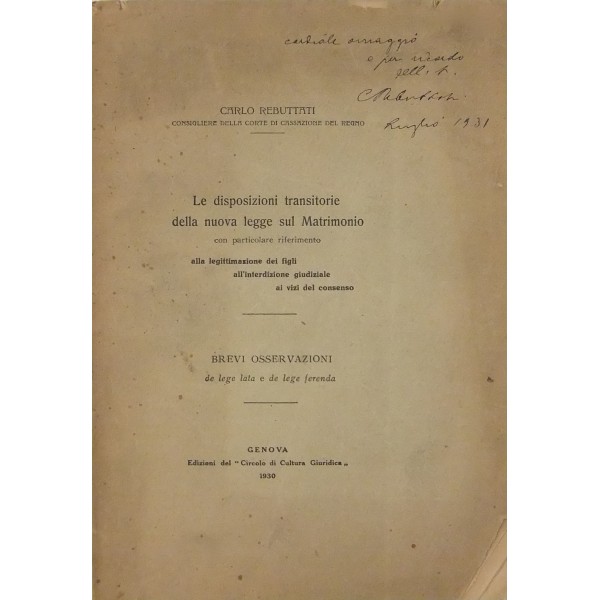 cordiale omaggio
e per ricordo
dell'A.
CRebuttati
Luglio 1931
CARLO REBUTTATI
CONSIGLIERE DELLA CORTE DI CASSAZIONE DEL REGNO
Le disposizioni transitorie
della nuova legge sul Matrimonio
con particolare riferimento
alla legittimazione dei figli
all'interdizione giudiziale
ai vizi del consenso
BREVI OSSERVAZIONI
de lege lata e de lege ferenda
GENOVA
Edizioni del "Circolo di Cultura Giuridica„
1930